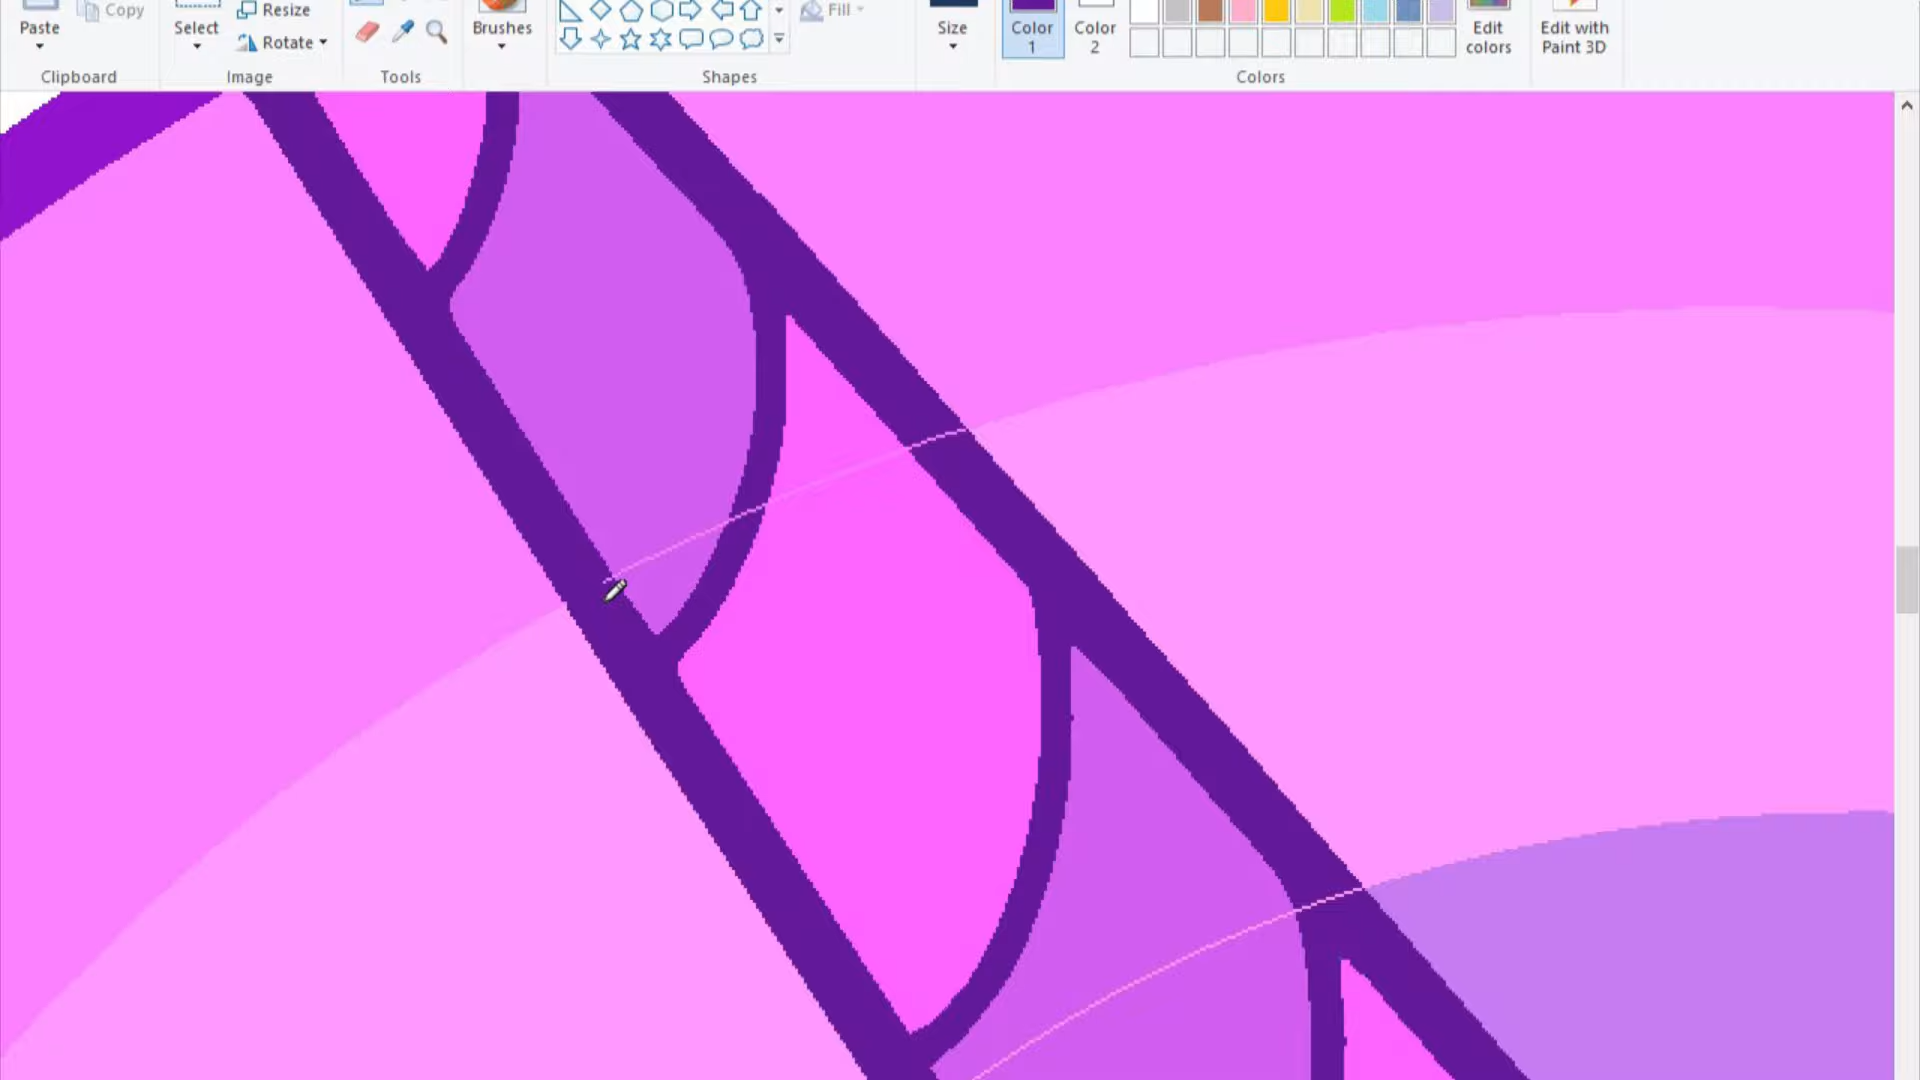 Paste
Copy
Clipboard
Select
Resize
Rotate
Image
Tools
Brushes
Fill
Shapes
Size
Color 1
Color 2
Edit colors
Colors
Edit with Paint 3D